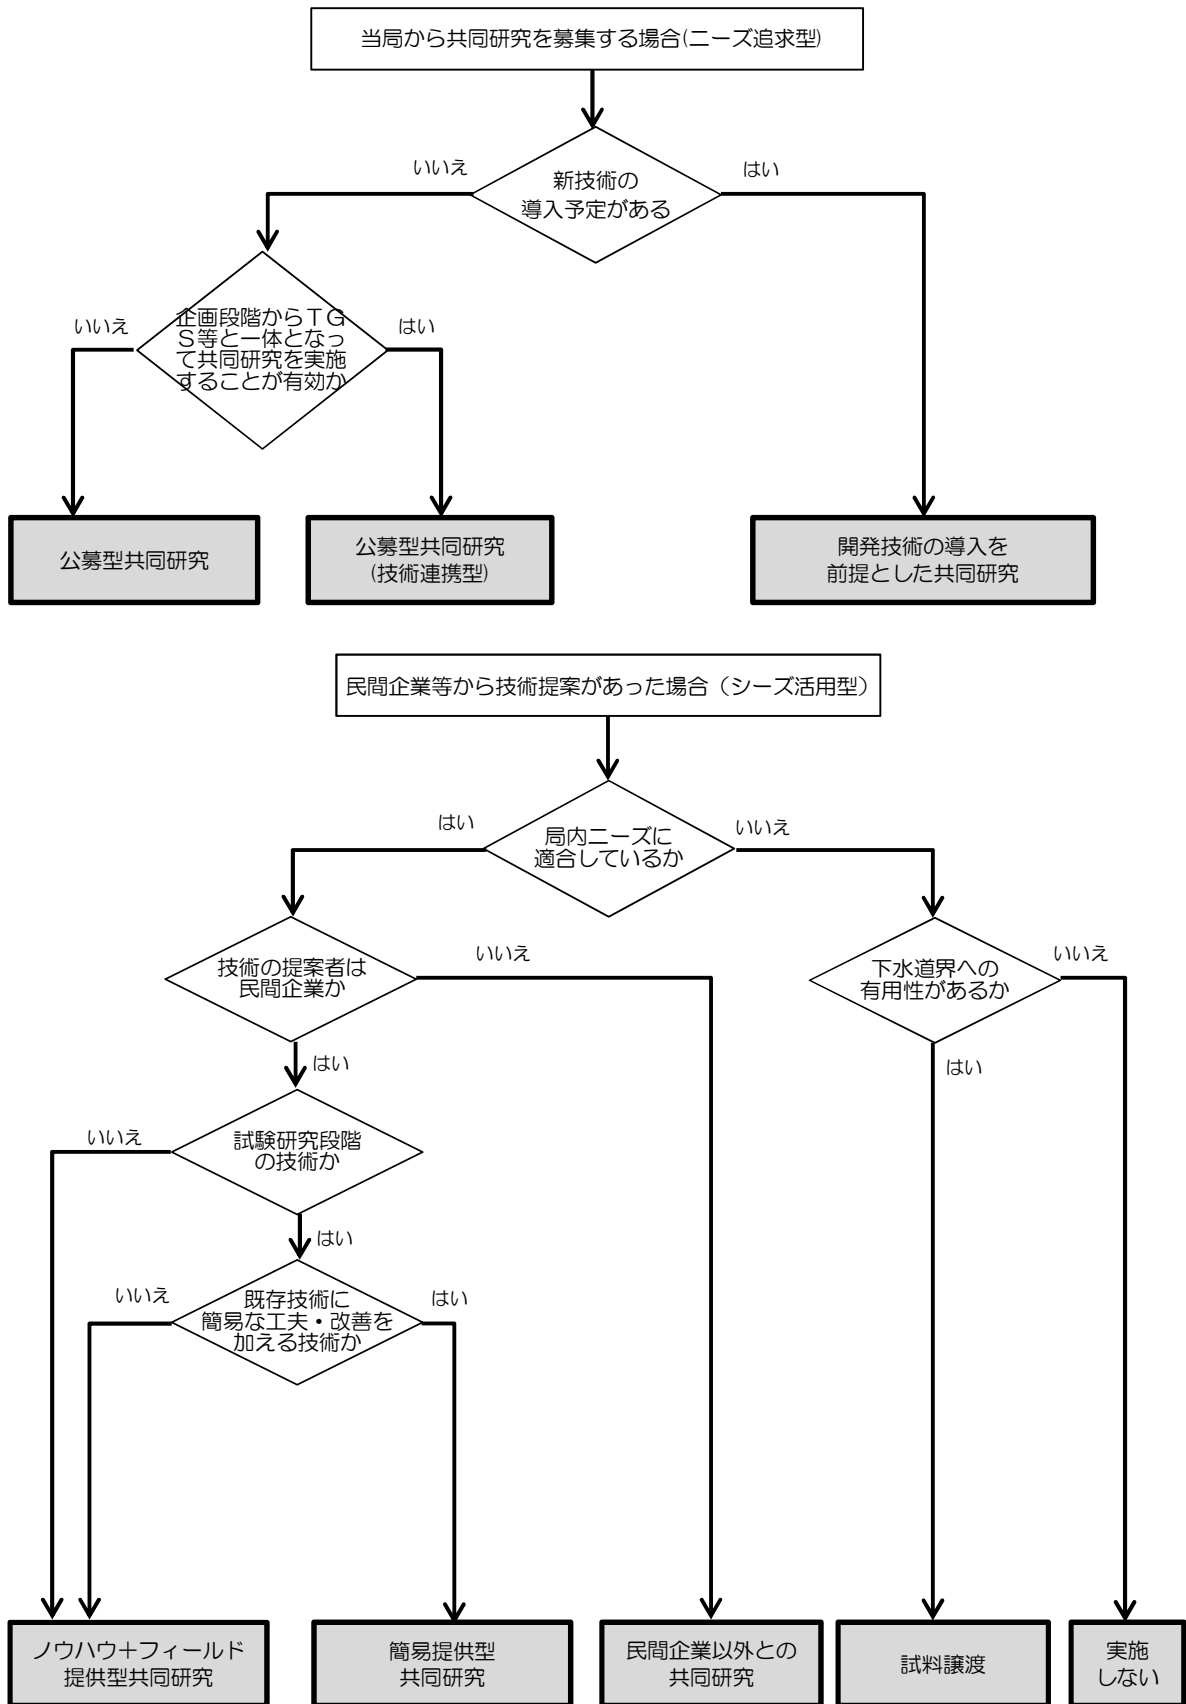 当局から共同研究を募集する場合(ニーズ追求型)
いいえ
はい
新技術の
導入予定がある
いいえ
はい
企画段階からＴＧ
Ｓ等と一体となっ
て共同研究を実施
することが有効か
公募型共同研究
公募型共同研究
(技術連携型)
開発技術の導入を
前提とした共同研究
民間企業等から技術提案があった場合（シーズ活用型）
はい
いいえ
局内ニーズに
適合しているか
技術の提案者は
民間企業か
いいえ
下水道界への
有用性があるか
いいえ
はい
はい
いいえ
試験研究段階
の技術か
はい
いいえ
はい
既存技術に
簡易な工夫・改善を
加える技術か
ノウハウ＋フィールド
提供型共同研究
簡易提供型
共同研究
民間企業以外との
共同研究
試料譲渡
実施
しない